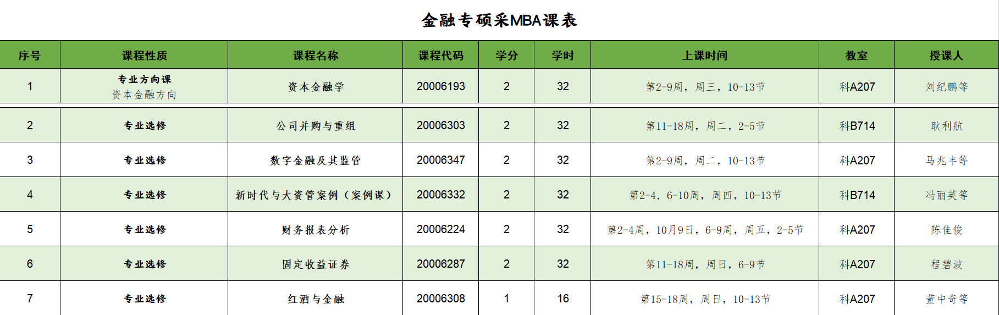 金融专硕采MBA课表
序号 课程性质 课程名称 课程代码 学分 学时 上课时间 教室 授课人
1 专业方向课 资本金融方向 资本金融学 20006193 2 32 第2-9周，周三，10-13节 科A207 刘纪鹏等
2 专业选修 公司并购与重组 20006303 2 32 第11-18周，周二，2-5节 科B714 耿利航
3 专业选修 数字金融及其监管 20006347 2 32 第2-9周，周二，10-13节 科A207 马兆丰等
4 专业选修 新时代与大资管案例（案例课） 20006332 2 32 第2-4，6-10周，周四，10-13节 科B714 冯丽英等
5 专业选修 财务报表分析 20006224 2 32 第2-4周，10月9日，6-9周，周五，2-5节 科A207 陈佳俊
6 专业选修 固定收益证券 20006287 2 32 第11-18周，周日，6-9节 科A207 程碧波
7 专业选修 红酒与金融 20006308 1 16 第15-18周，周日，10-13节 科A207 董中奇等